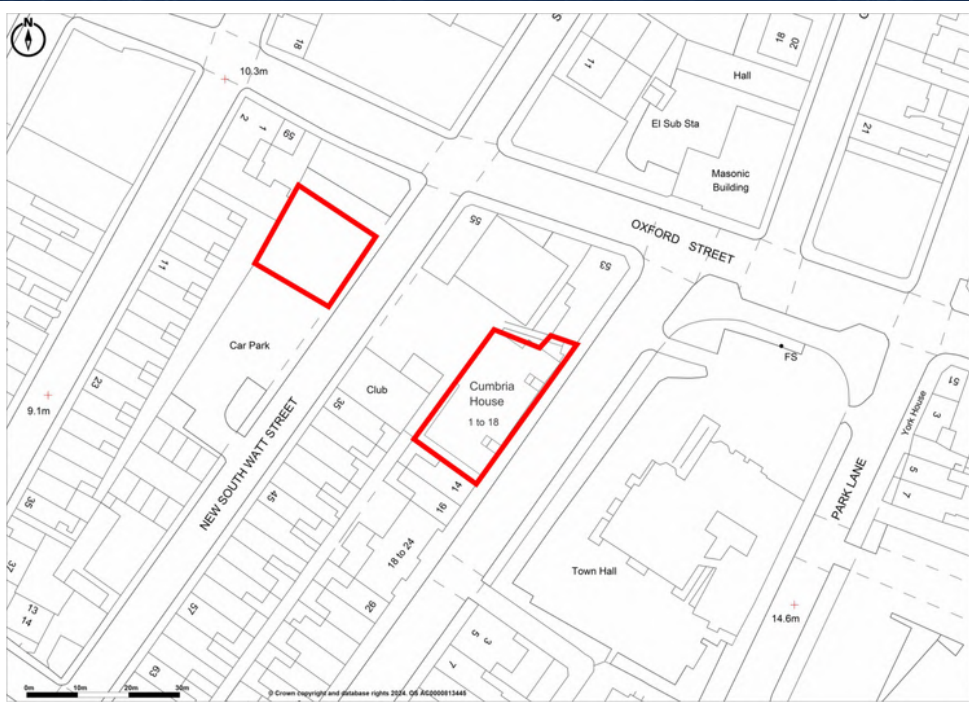 N
10.3m
18
18
20
11
Hall
El Sub Sta
Masonic
Building
21
2
1
59
55
53
OXFORD STREET
11
Car Park
Cumbria
House
1 to 18
FS
51
York House
3
5
7
23
9.1m
35
Club
NEW SOUTH WATT STREET
PARK LANE
45
14
16
18 to 24
26
35
37
13
14
57
63
Town Hall
14.6m
3
5
7
0m 10m 20m 30m
© Crown copyright and database rights 2024. OS AC0000813445